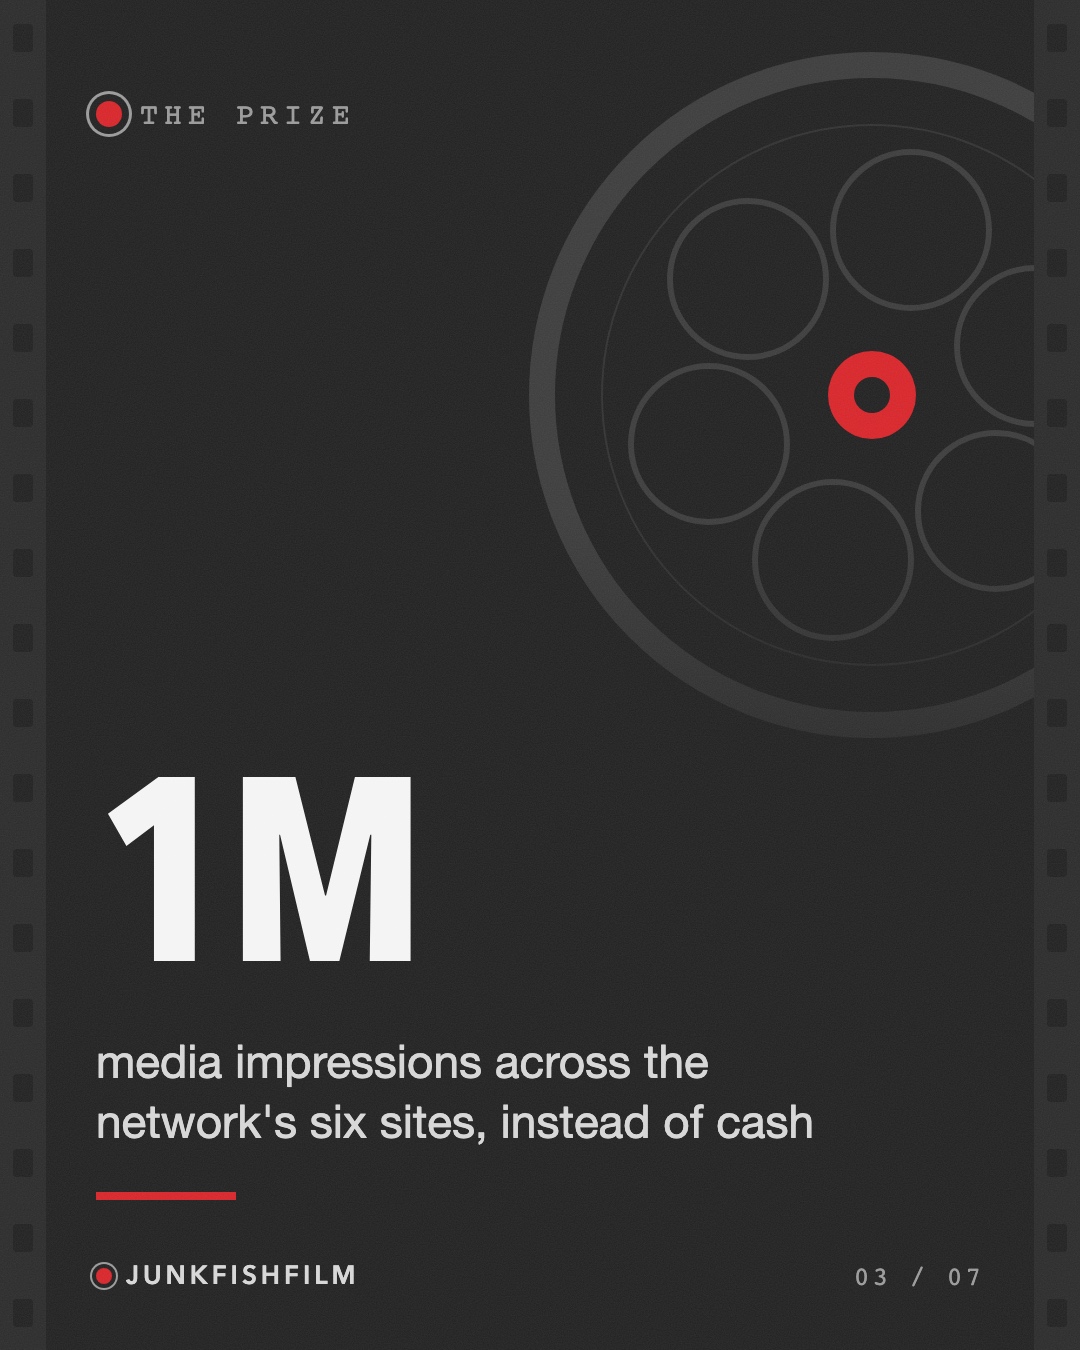 THE PRIZE
1M
media impressions across the
network's six sites, instead of cash
JUNKFISHFILM
03 / 07